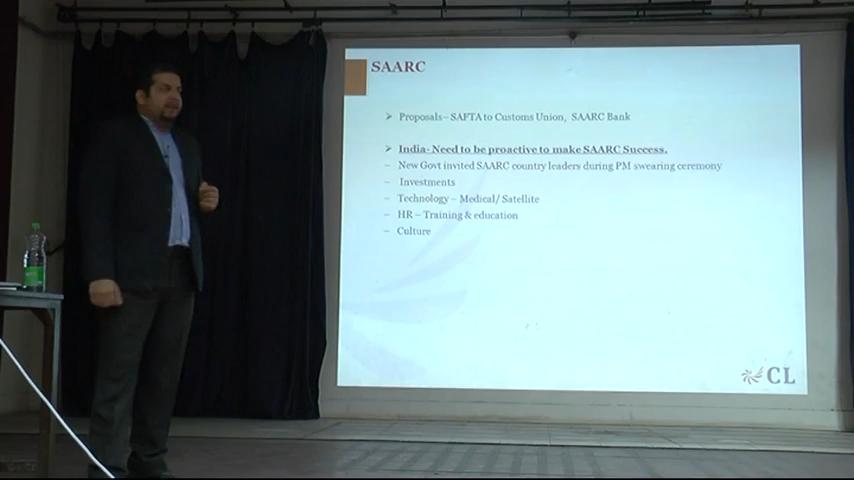 SAARC
➤ Proposals – SAFTA to Customs Union, SAARC Bank
➤ India- Need to be proactive to make SAARC Success.
– New Govt invited SAARC country leaders during PM swearing ceremony
– Investments
– Technology – Medical/ Satellite
– HR – Training & education
– Culture
CL